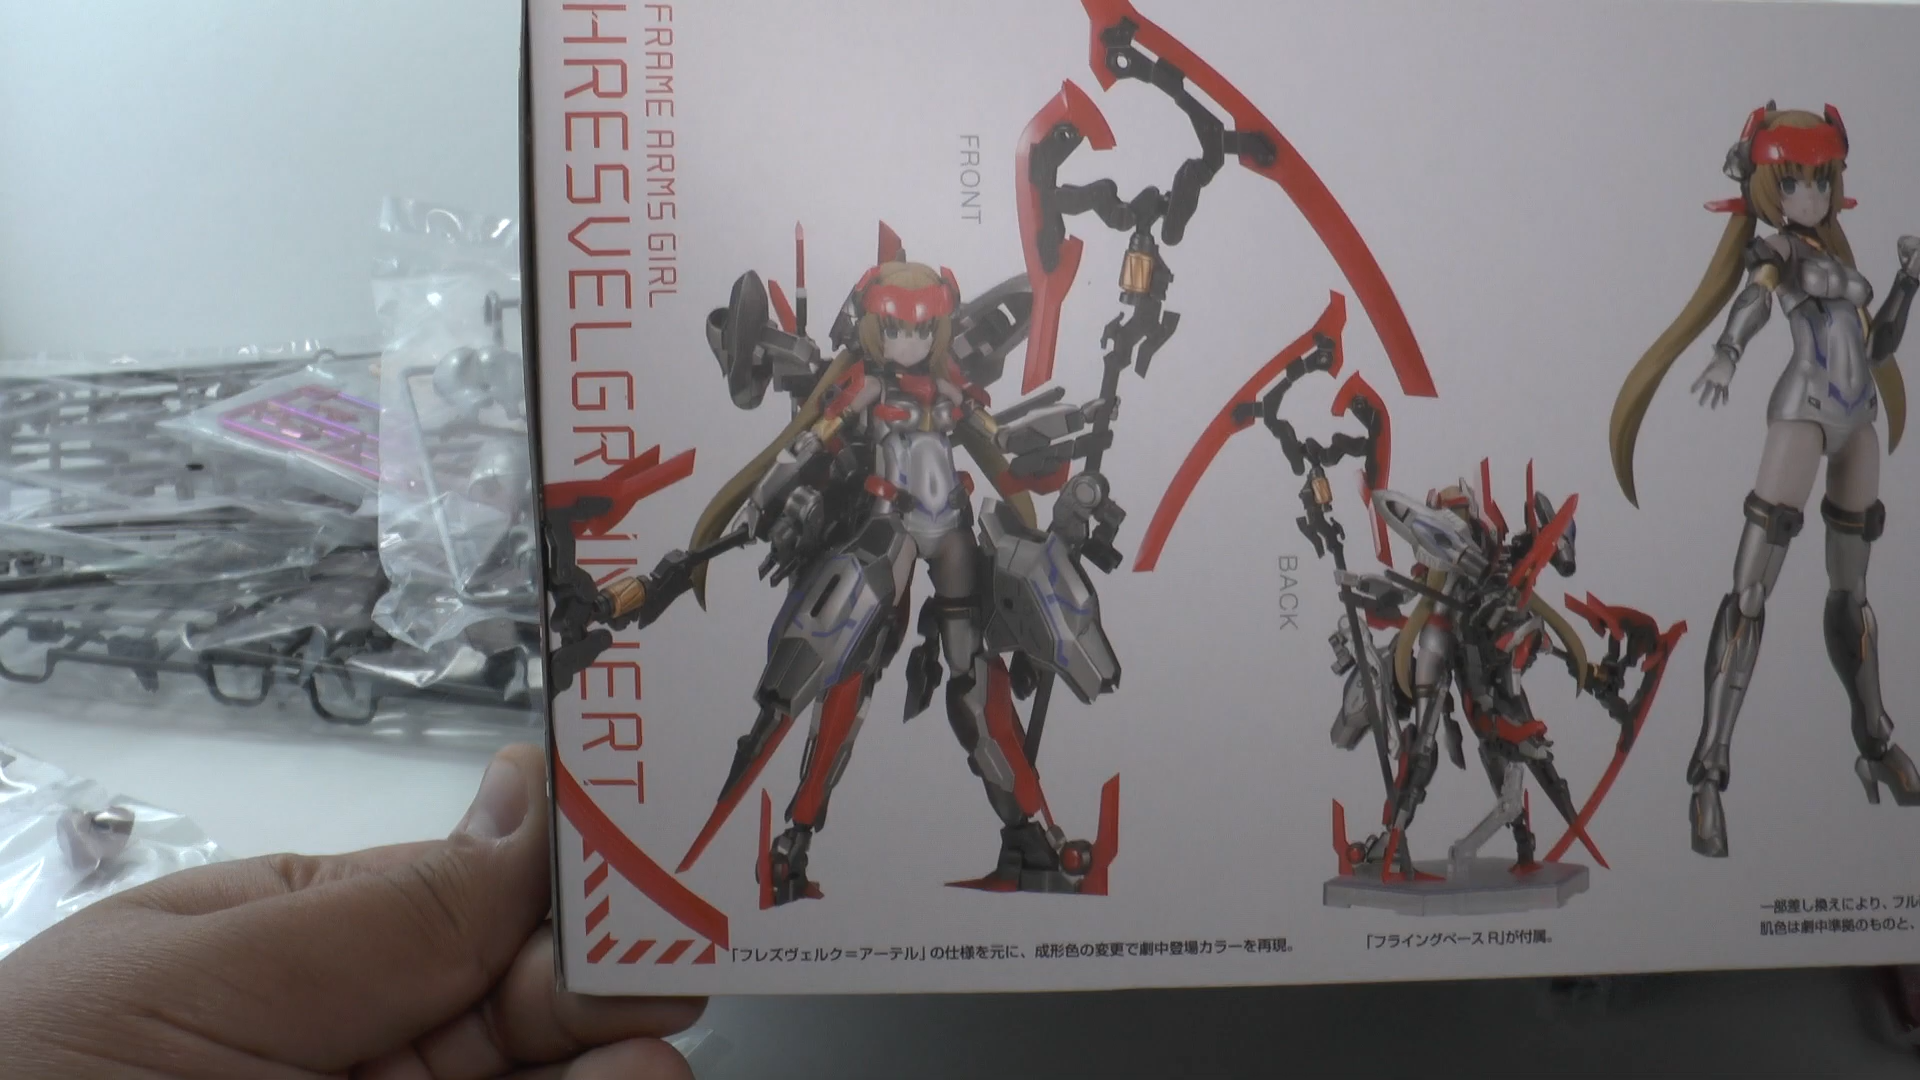 FRAME ARMS GIRL
HRESVELGR INVERT
FRONT
BACK
「フレズヴェルク=アーテル」の仕様を元に、成形色の変更で劇中登場カラーを再現。
「フライングベースR」が付属。
一部差し換えにより、フル
肌色は劇中準拠のものと、